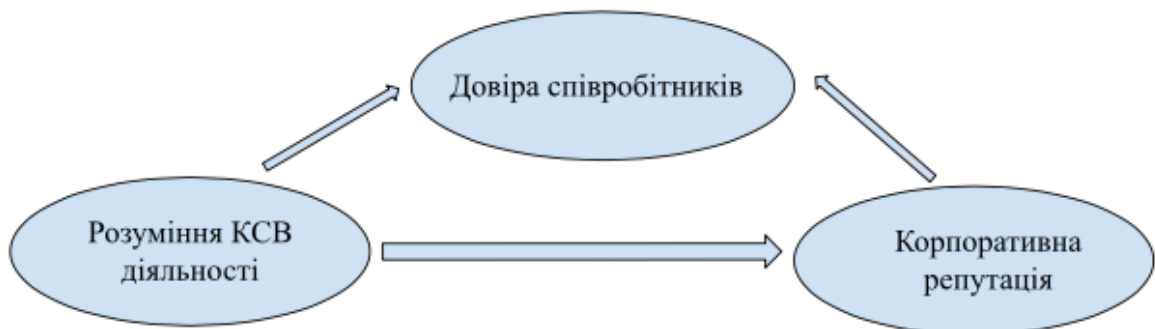 Довіра співробітників
Розуміння КСВ
діяльності
Корпоративна
репутація